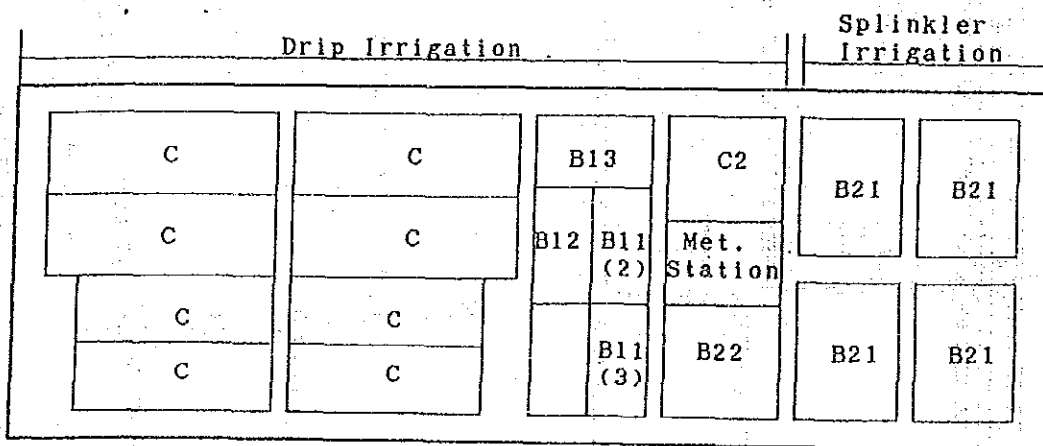 Drip Irrigation
Splinkler
Irrigation
C
C
B13
C2
B21
B21
C
C
B12
B11
(2)
Met.
Station
C
C
B11
(3)
B22
B21
B21
C
C